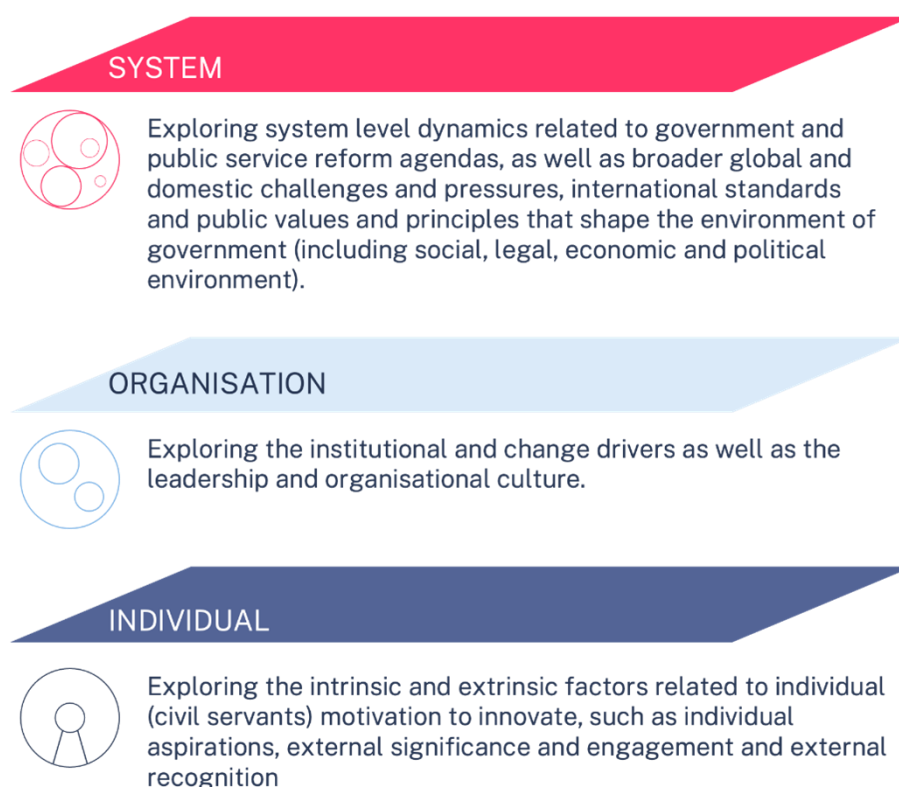 SYSTEM
Exploring system level dynamics related to government and
public service reform agendas, as well as broader global and
domestic challenges and pressures, international standards
and public values and principles that shape the environment of
government (including social, legal, economic and political
environment).
ORGANISATION
Exploring the institutional and change drivers as well as the
leadership and organisational culture.
INDIVIDUAL
Exploring the intrinsic and extrinsic factors related to individual
(civil servants) motivation to innovate, such as individual
aspirations, external significance and engagement and external
recognition